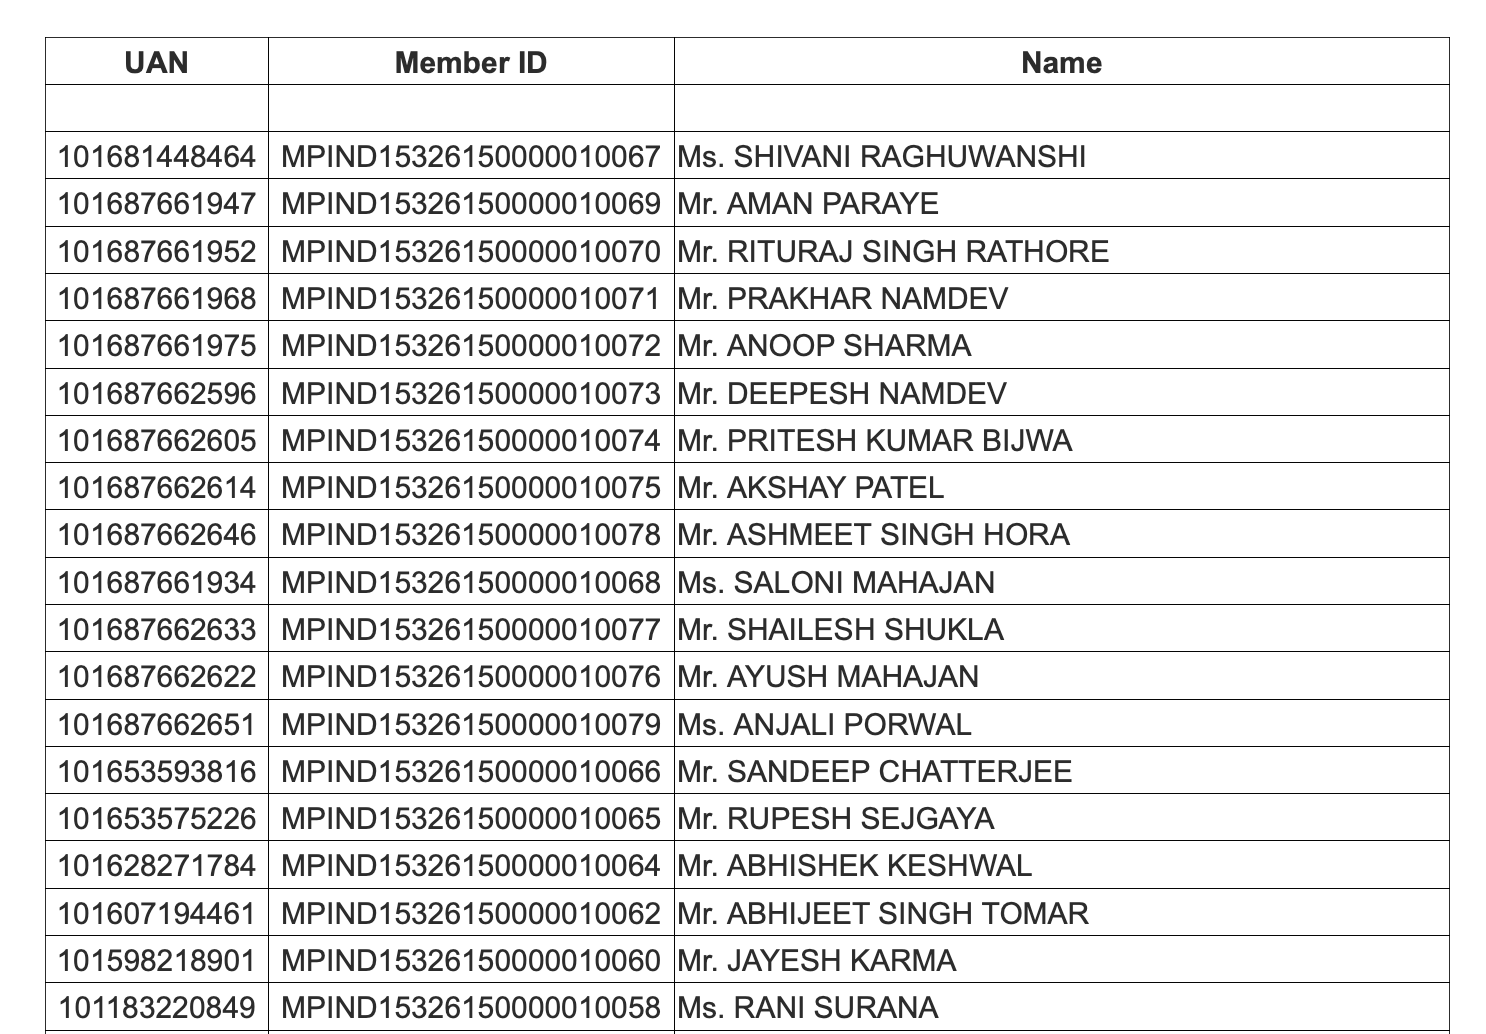 UAN Member ID Name
101681448464 MPIND15326150000010067 Ms. SHIVANI RAGHUWANSHI
101687661947 MPIND15326150000010069 Mr. AMAN PARAYE
101687661952 MPIND15326150000010070 Mr. RITURAJ SINGH RATHORE
101687661968 MPIND15326150000010071 Mr. PRAKHAR NAMDEV
101687661975 MPIND15326150000010072 Mr. ANOOP SHARMA
101687662596 MPIND15326150000010073 Mr. DEEPESH NAMDEV
101687662605 MPIND15326150000010074 Mr. PRITESH KUMAR BIJWA
101687662614 MPIND15326150000010075 Mr. AKSHAY PATEL
101687662646 MPIND15326150000010078 Mr. ASHMEET SINGH HORA
101687661934 MPIND15326150000010068 Ms. SALONI MAHAJAN
101687662633 MPIND15326150000010077 Mr. SHAILESH SHUKLA
101687662622 MPIND15326150000010076 Mr. AYUSH MAHAJAN
101687662651 MPIND15326150000010079 Ms. ANJALI PORWAL
101653593816 MPIND15326150000010066 Mr. SANDEEP CHATTERJEE
101653575226 MPIND15326150000010065 Mr. RUPESH SEJGAYA
101628271784 MPIND15326150000010064 Mr. ABHISHEK KESHWAL
101607194461 MPIND15326150000010062 Mr. ABHIJEET SINGH TOMAR
101598218901 MPIND15326150000010060 Mr. JAYESH KARMA
101183220849 MPIND15326150000010058 Ms. RANI SURANA